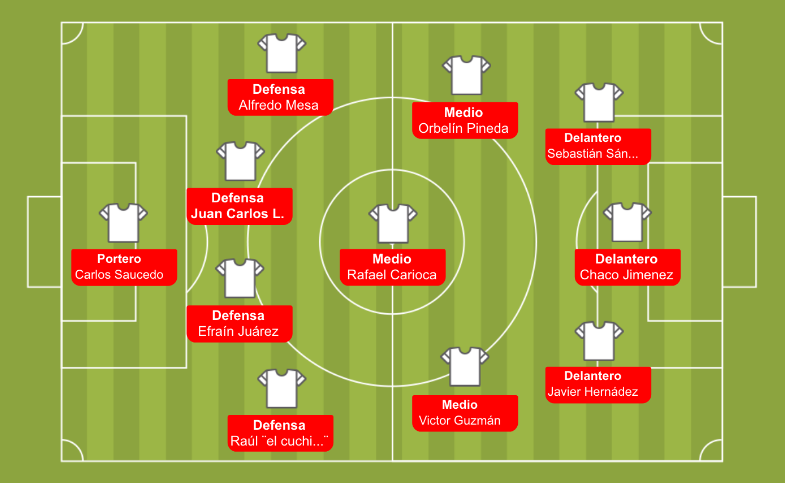 Defensa
Alfredo Mesa
Medio
Orbelín Pineda
Delantero
Sebastián Sán...
Defensa
Juan Carlos L.
Portero
Carlos Saucedo
Medio
Rafael Carioca
Delantero
Chaco Jimenez
Defensa
Efraín Juárez
Delantero
Javier Hernádez
Medio
Victor Guzmán
Defensa
Raúl ¨el cuchi...¨